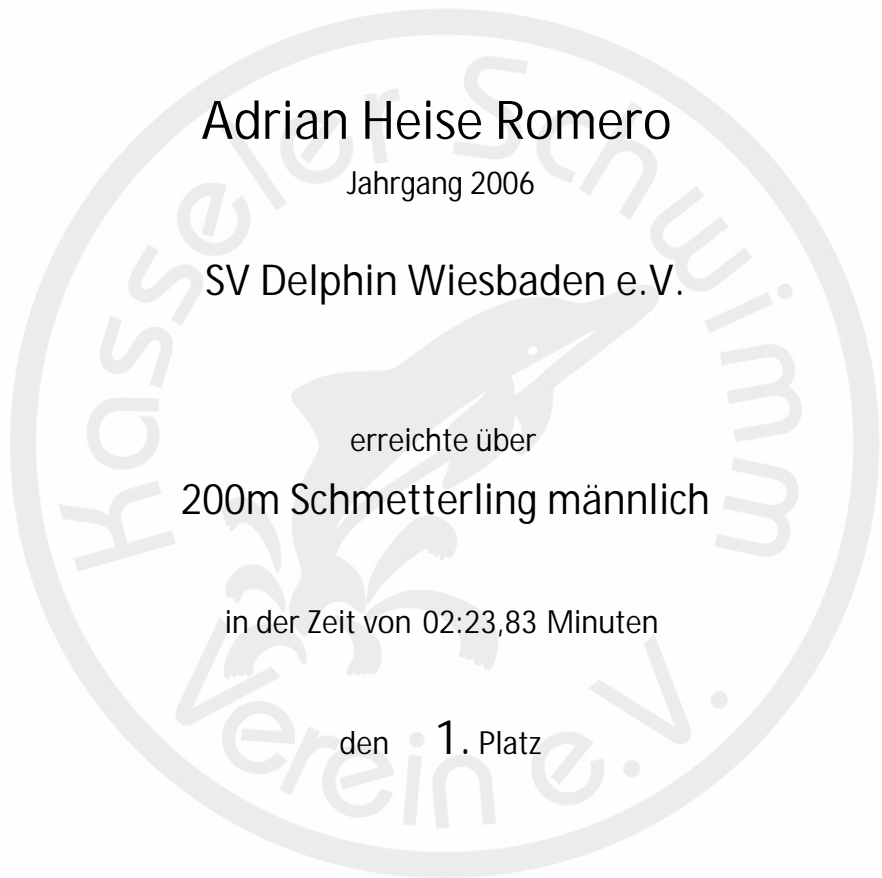 Adrian Heise Romero
Jahrgang 2006
SV Delphin Wiesbaden e.V.
erreichte über
200m Schmetterling männlich
in der Zeit von 02:23,83 Minuten
den 1. Platz
Kasseler Schwimm
Verein e.V.